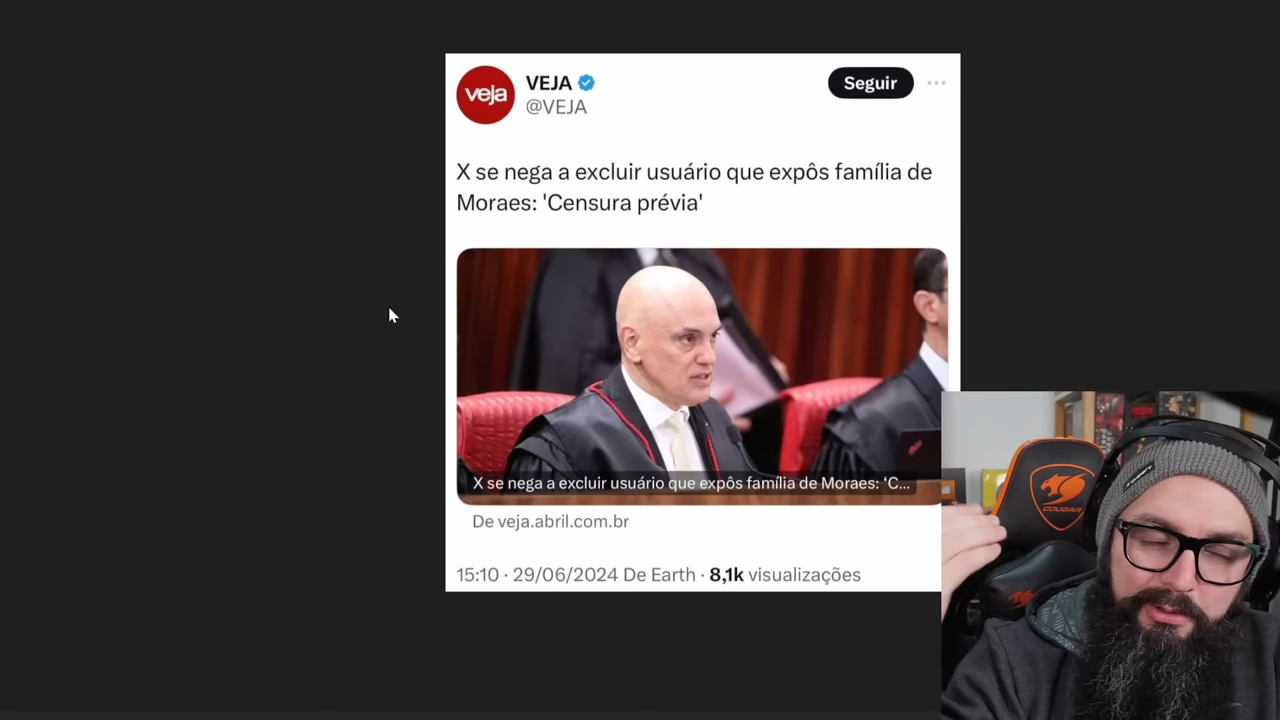 veja
VEJA
@VEJA
Seguir
X se nega a excluir usuário que expôs família de
Moraes: 'Censura prévia'
X se nega a excluir usuário que expôs família de Moraes: ‘C...
De veja.abril.com.br
15:10 · 29/06/2024 De Earth · 8,1k visualizações
COUGAR